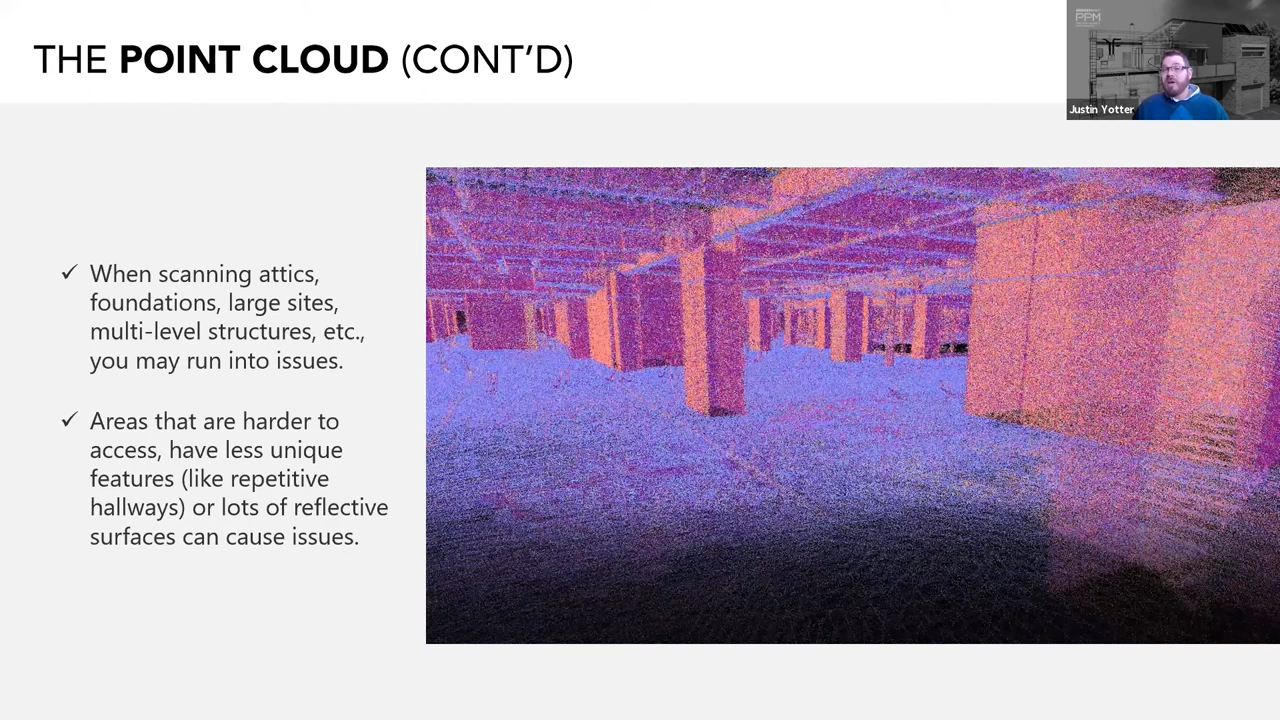 THE POINT CLOUD (CONT’D)
PPM
Justin Yotter
✓ When scanning attics,
foundations, large sites,
multi-level structures, etc.,
you may run into issues.
✓ Areas that are harder to
access, have less unique
features (like repetitive
hallways) or lots of reflective
surfaces can cause issues.